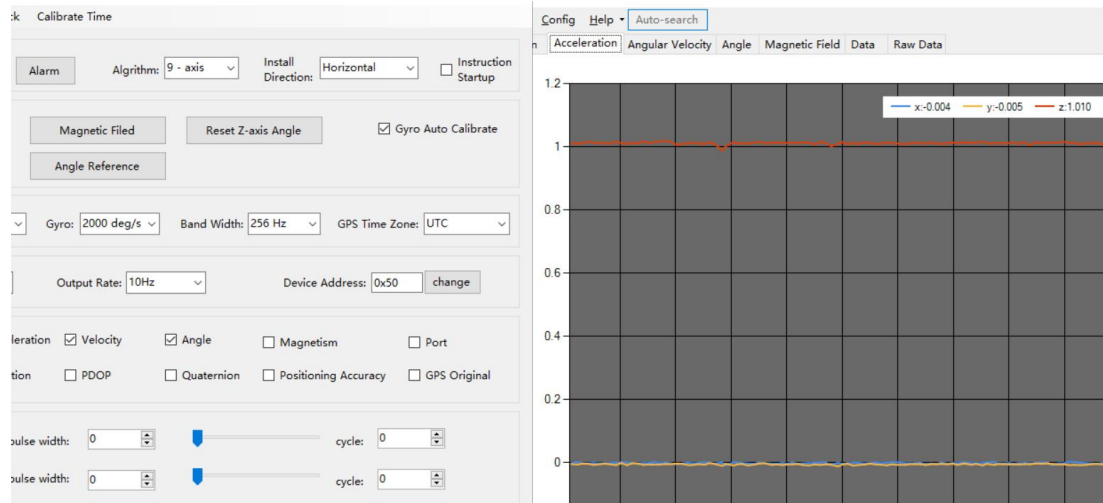 ck Calibrate Time
Alarm Algrithm: 9 - axis Install Direction: Horizontal Instruction Startup
Magnetic Filed Reset Z-axis Angle Gyro Auto Calibrate
Angle Reference
Gyro: 2000 deg/s Band Width: 256 Hz GPS Time Zone: UTC
Output Rate: 10Hz Device Address: 0x50 change
leration Velocity Angle Magnetism Port
tion PDOP Quaternion Positioning Accuracy GPS Original
pulse width: 0 cycle: 0
pulse width: 0 cycle: 0
Config Help Auto-search
n Acceleration Angular Velocity Angle Magnetic Field Data Raw Data
x:-0.004 y:-0.005 z:1.010
1.2
1
0.8
0.6
0.4
0.2
0